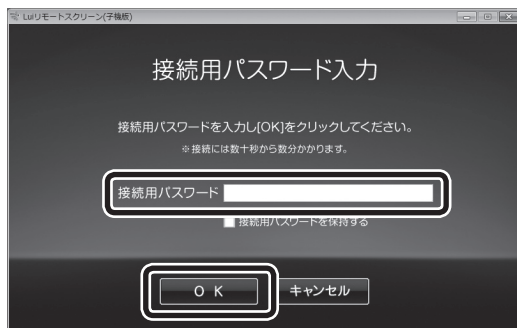 Luiリモートスクリーン(子機版)
接続用パスワード入力
接続用パスワードを入力し[OK]をクリックしてください。
※接続には数十秒から数分かかります。
接続用パスワード
接続用パスワードを保持する
OK キャンセル